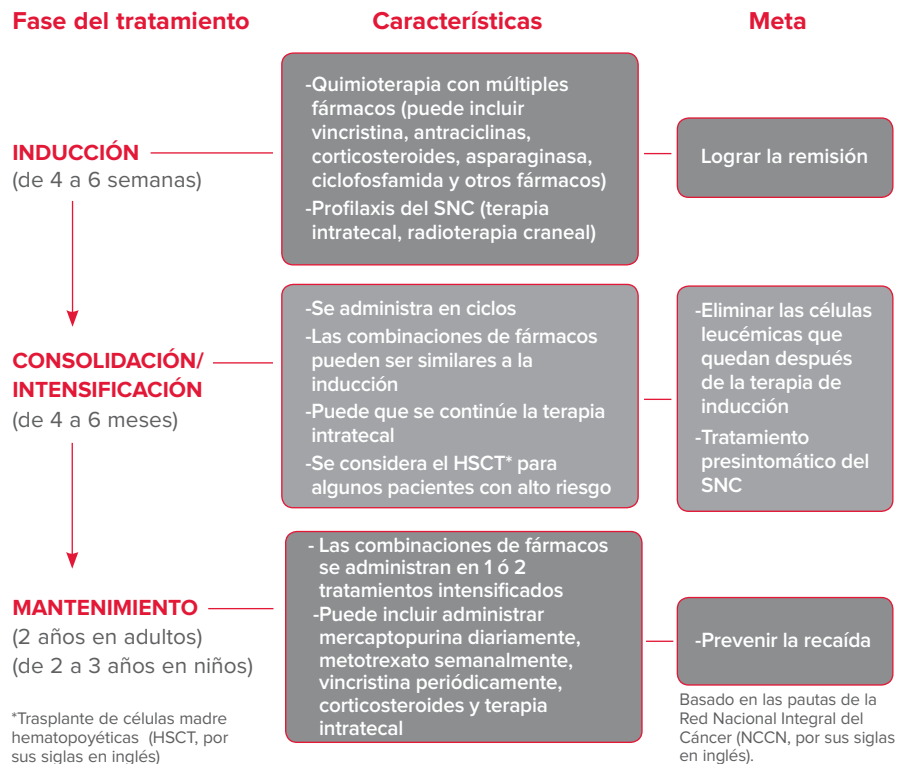 Fase del tratamiento
Características
Meta
INDUCCIÓN
(de 4 a 6 semanas)
-Quimioterapia con múltiples
fármacos (puede incluir
vincristina, antraciclinas,
corticosteroides, asparaginasa,
ciclofosfamida y otros fármacos)
-Profilaxis del SNC (terapia
intratecal, radioterapia craneal)
Lograr la remisión
CONSOLIDACIÓN/
INTENSIFICACIÓN
(de 4 a 6 meses)
-Se administra en ciclos
-Las combinaciones de fármacos
pueden ser similares a la
inducción
-Puede que se continúe la terapia
intratecal
-Se considera el HSCT* para
algunos pacientes con alto riesgo
-Eliminar las células
leucémicas que
quedan después
de la terapia de
inducción
-Tratamiento
presintomático del
SNC
MANTENIMIENTO
(2 años en adultos)
(de 2 a 3 años en niños)
- Las combinaciones de fármacos
se administran en 1 ó 2
tratamientos intensificados
-Puede incluir administrar
mercaptopurina diariamente,
metotrexato semanalmente,
vincristina periódicamente,
corticosteroides y terapia
intratecal
-Prevenir la recaída
*Trasplante de células madre
hematopoyéticas (HSCT, por
sus siglas en inglés)
Basado en las pautas de la
Red Nacional Integral del
Cáncer (NCCN, por sus siglas
en inglés).